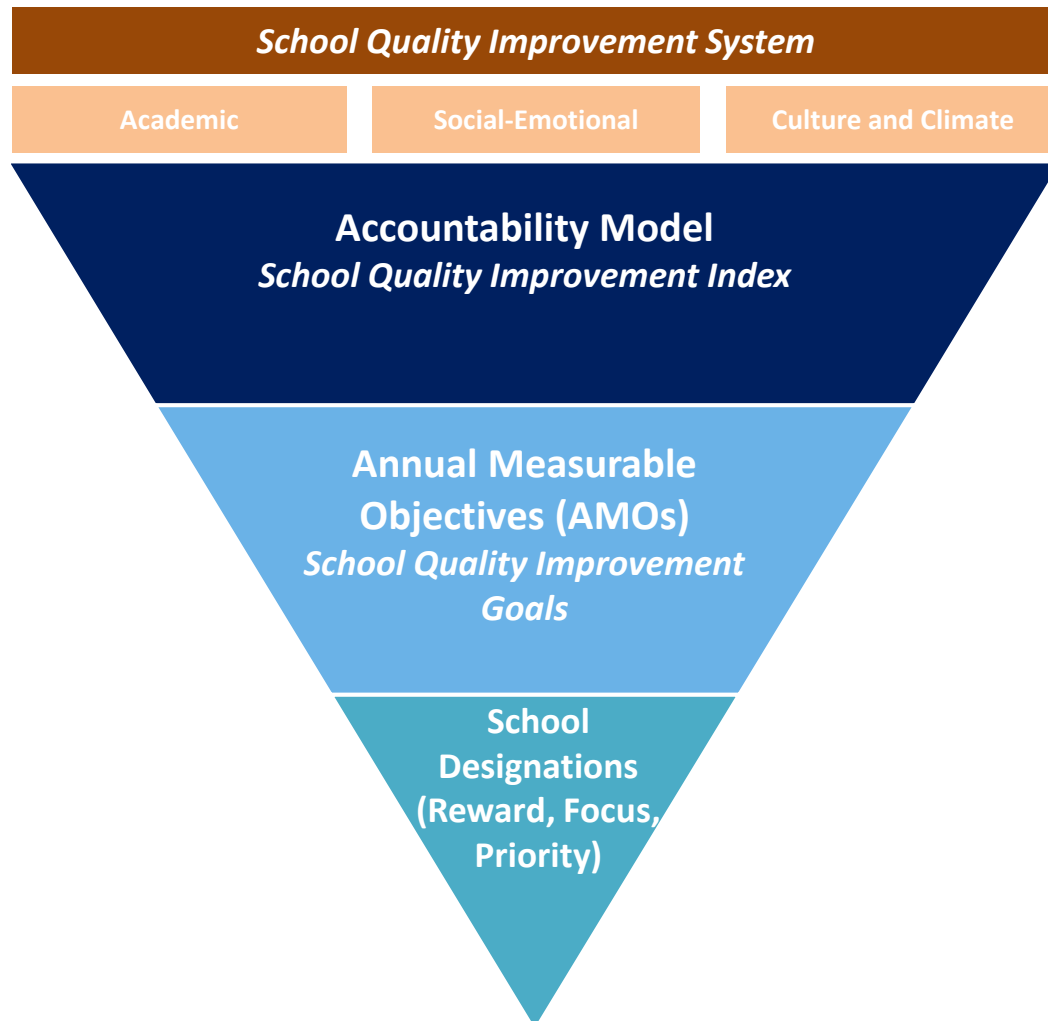 School Quality Improvement System
Academic
Social-Emotional
Culture and Climate
Accountability Model
School Quality Improvement Index
Annual Measurable
Objectives (AMOs)
School Quality Improvement
Goals
School
Designations
(Reward, Focus,
Priority)